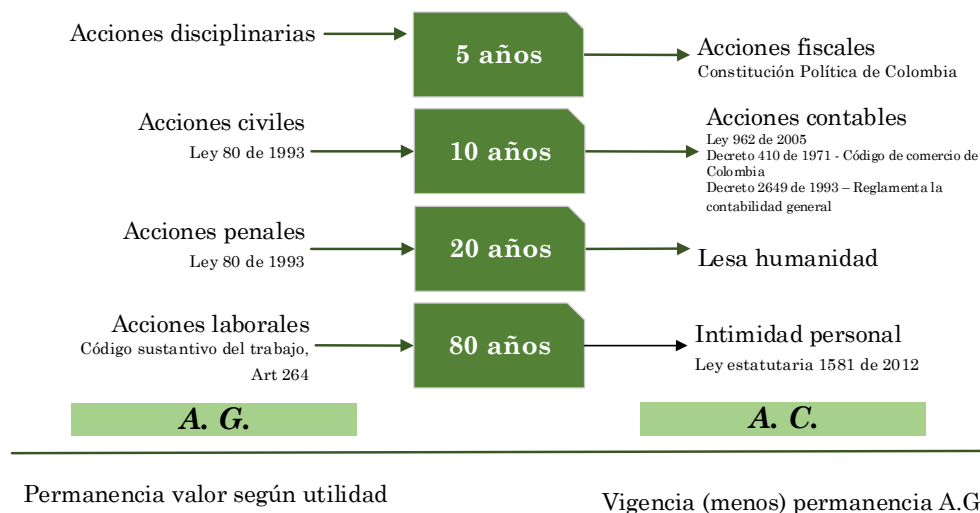 Acciones disciplinarias
5 años
Acciones fiscales
Constitución Política de Colombia
Acciones civiles
Ley 80 de 1993
10 años
Acciones contables
Ley 962 de 2005
Decreto 410 de 1971 - Código de comercio de
Colombia
Decreto 2649 de 1993 – Reglamenta la
contabilidad general
Acciones penales
Ley 80 de 1993
20 años
Lesa humanidad
Acciones laborales
Código sustantivo del trabajo,
Art 264
80 años
Intimidad personal
Ley estatutaria 1581 de 2012
A. G.
A. C.
Permanencia valor según utilidad
Vigencia (menos) permanencia A.G